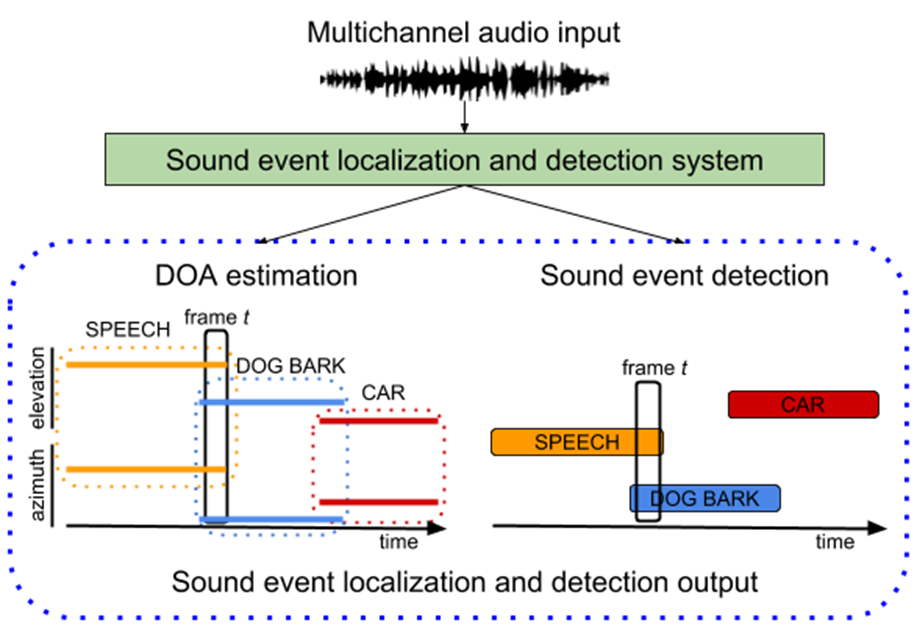 Multichannel audio input
Sound event localization and detection system
DOA estimation
Sound event detection
frame t
SPEECH
DOG BARK
CAR
elevation
azimuth
time
frame t
CAR
SPEECH
DOG BARK
time
Sound event localization and detection output